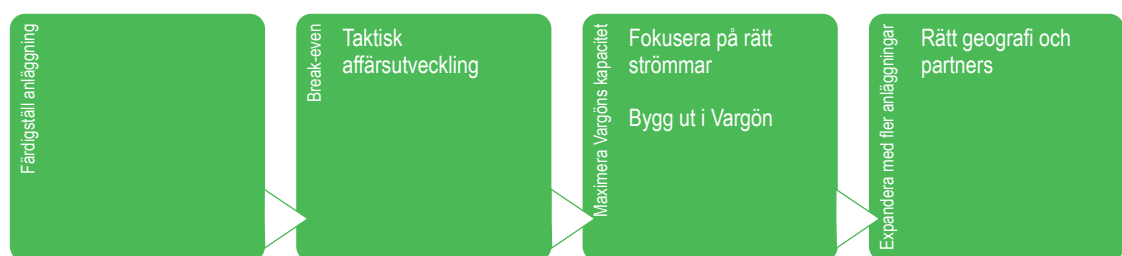 Färdigställ anläggning
Break-even
Taktisk
affärsutveckling
Maximera Vargöns kapacitet
Fokusera på rätt
strömmar
Bygg ut i Vargön
Expandera med fler anläggningar
Rätt geografi och
partners